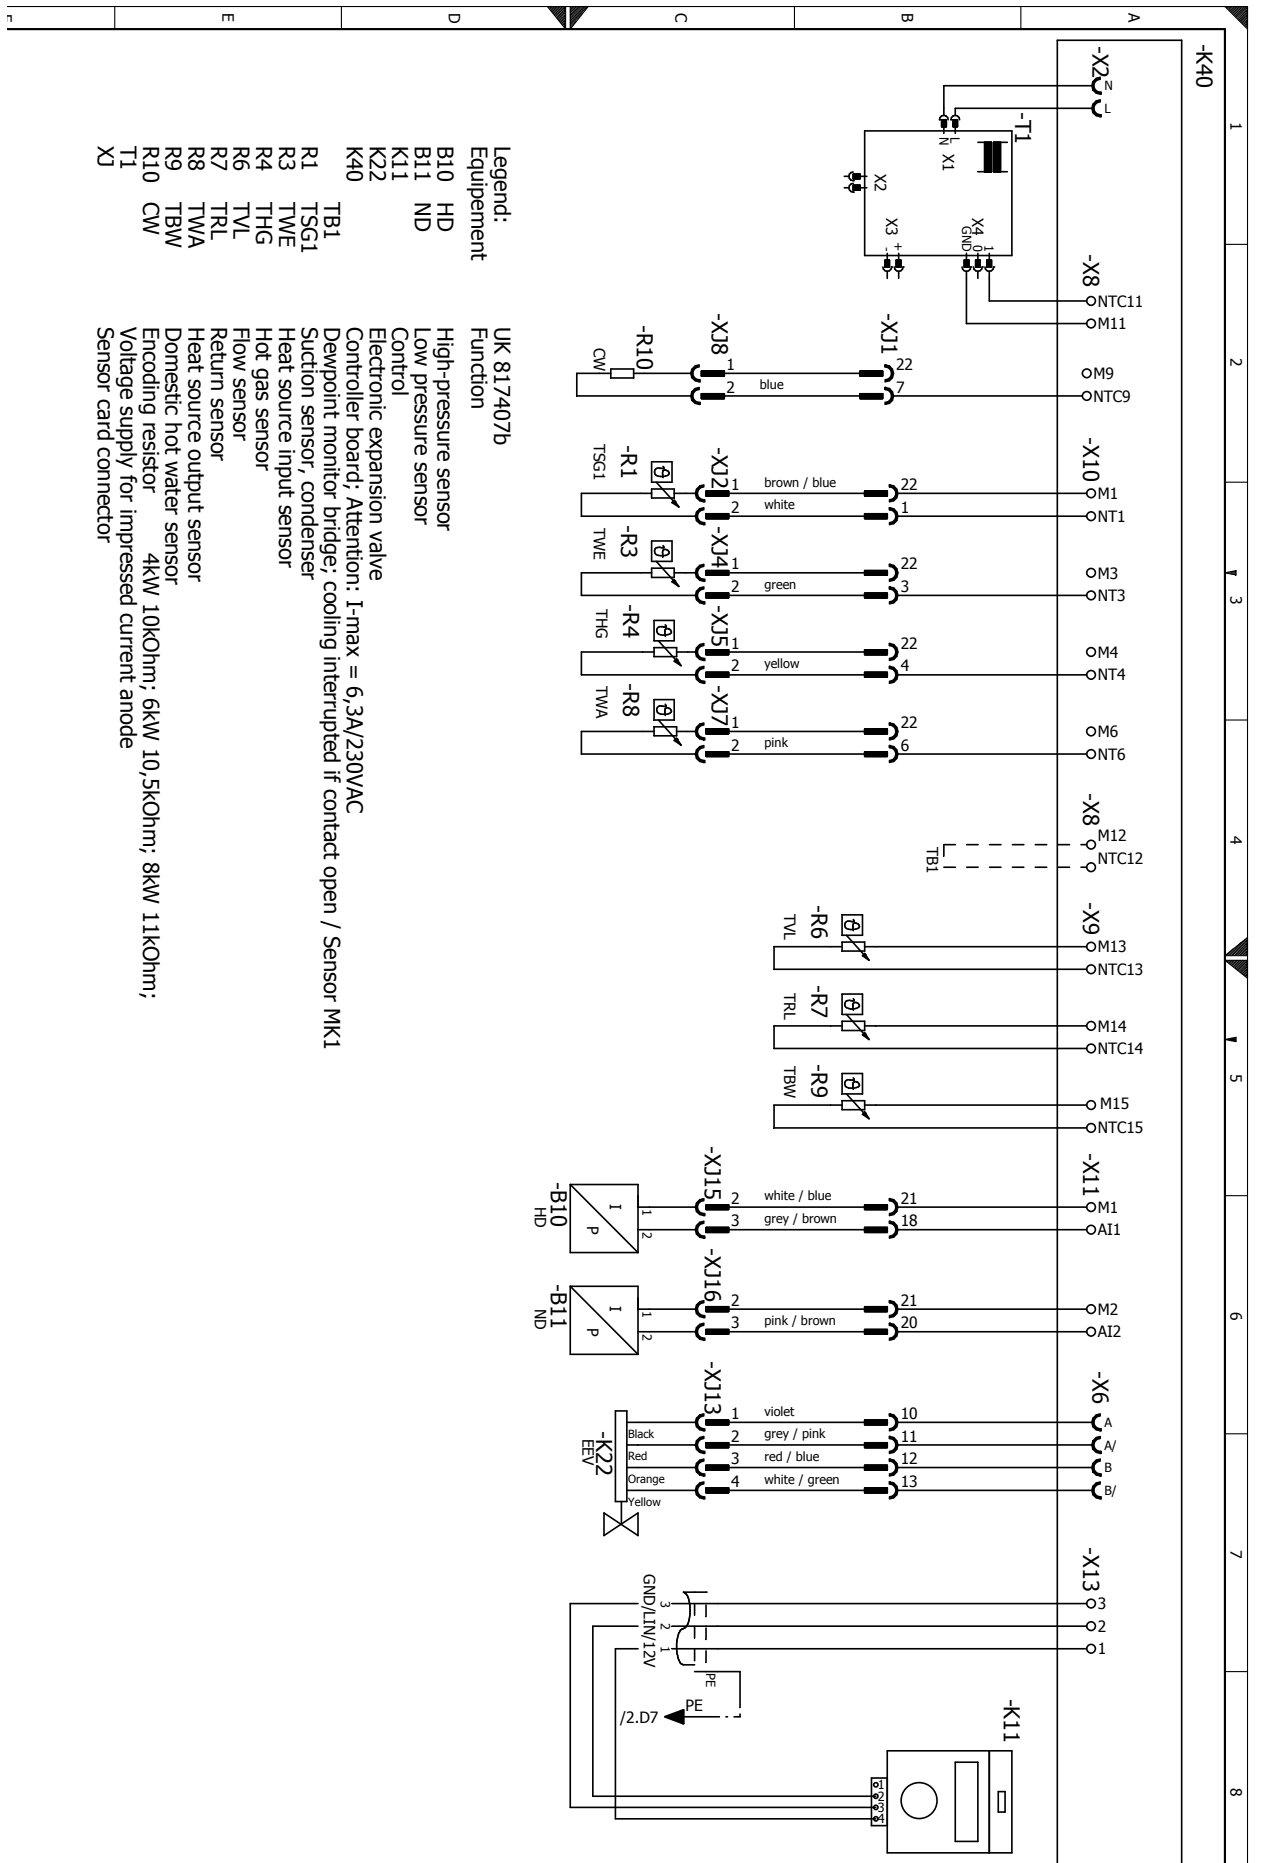 A
B
C
D
E
F
1
2
3
4
5
6
7
8
-K40
-X2
N
L
-T1
L
N
X1
X2
X3
+
-
X4
GND
0
1
-X8
NTC11
M11
M9
NTC9
-XJ1
22
7
-XJ8
1
2
blue
-R10
CW
-X10
M1
NT1
22
1
-XJ2
1
2
brown / blue
white
-R1
TSG1
M3
NT3
22
3
-XJ4
1
2
green
-R3
TWE
M4
NT4
22
4
-XJ5
1
2
yellow
-R4
THG
M6
NT6
22
6
-XJ7
1
2
pink
-R8
TWA
-X8
M12
NTC12
TB1
-X9
M13
NTC13
-R6
TVL
M14
NTC14
-R7
TRL
M15
NTC15
-R9
TBW
-X11
M1
AI1
21
18
-XJ15
2
3
white / blue
grey / brown
1
2
I
P
-B10
HD
M2
AI2
21
20
-XJ16
2
3
pink / brown
1
2
I
P
-B11
ND
-X6
A
A/
B
B/
10
11
12
13
-XJ13
1
2
3
4
violet
grey / pink
red / blue
white / green
Black
Red
Orange
Yellow
-K22
EEV
-X13
3
2
1
3
2
1
GND/LIN/12V
PE
PE
/2.D7
-K11
1
2
3
4
Legend: UK 817407b
Equipement Function
B10 HD High-pressure sensor
B11 ND Low pressure sensor
K11 Control
K22 Electronic expansion valve
K40 Controller board; Attention: I-max = 6,3A/230VAC
TB1 Dewpoint monitor bridge; cooling interrupted if contact open / Sensor MK1
R1 TSG1 Suction sensor, condenser
R3 TWE Heat source input sensor
R4 THG Hot gas sensor
R6 TVL Flow sensor
R7 TRL Return sensor
R8 TWA Heat source output sensor
R9 TBW Domestic hot water sensor
R10 CW Encoding resistor 4kW 10kOhm; 6kW 10,5kOhm; 8kW 11kOhm;
T1 Voltage supply for impressed current anode
XJ Sensor card connector